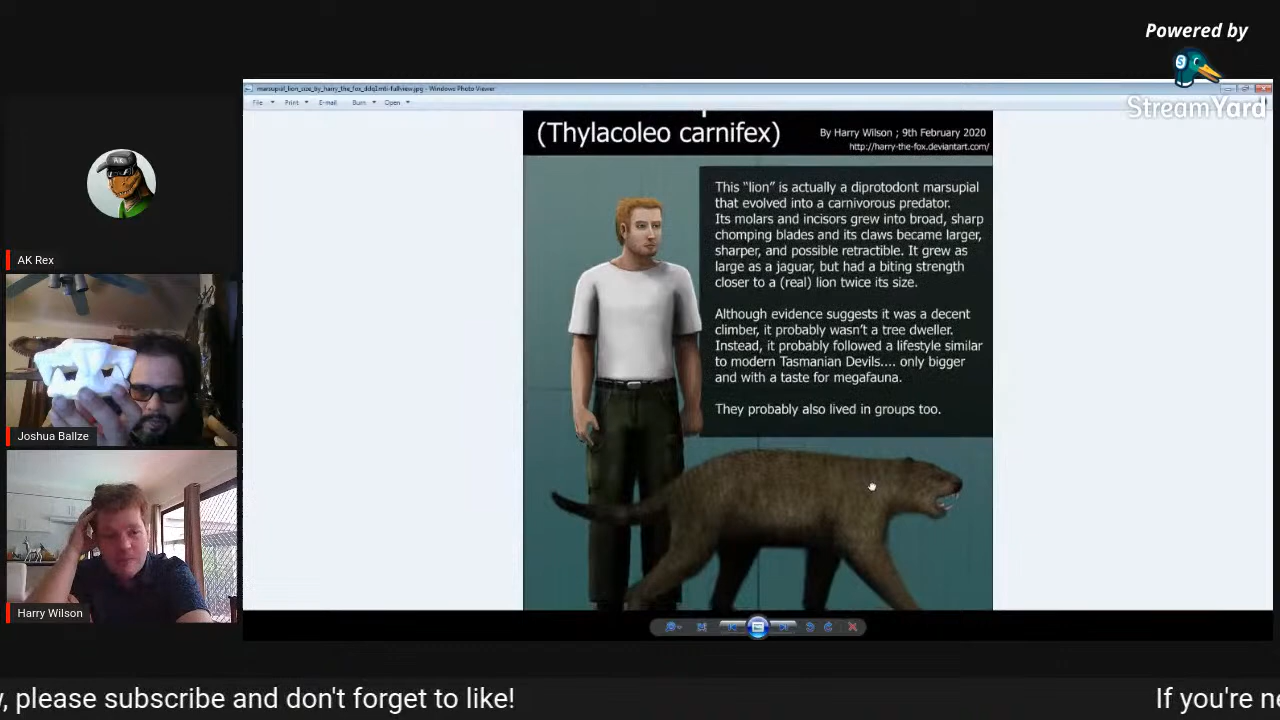 Powered by
StreamYard
marsupial_lion_size_by_harry_the_fox_ddq1mti-fullview.jpg - Windows Photo Viewer
File Print E-mail Burn Open
(Thylacoleo carnifex)
By Harry Wilson ; 9th February 2020
http://harry-the-fox.deviantart.com/
This "lion" is actually a diprotodont marsupial
that evolved into a carnivorous predator.
Its molars and incisors grew into broad, sharp
chomping blades and its claws became larger,
sharper, and possible retractible. It grew as
large as a jaguar, but had a biting strength
closer to a (real) lion twice its size.
Although evidence suggests it was a decent
climber, it probably wasn't a tree dweller.
Instead, it probably followed a lifestyle similar
to modern Tasmanian Devils.... only bigger
and with a taste for megafauna.
They probably also lived in groups too.
AK
AK Rex
Joshua Ballze
Harry Wilson
, please subscribe and don't forget to like!
If you're ne